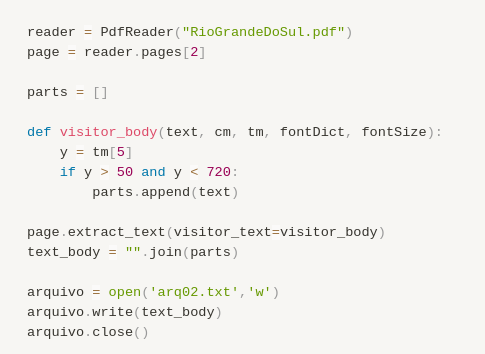 reader = PdfReader("RioGrandeDoSul.pdf")
page = reader.pages[2]

parts = []

def visitor_body(text, cm, tm, fontDict, fontSize):
    y = tm[5]
    if y > 50 and y < 720:
        parts.append(text)

page.extract_text(visitor_text=visitor_body)
text_body = "".join(parts)

arquivo = open('arq02.txt','w')
arquivo.write(text_body)
arquivo.close()